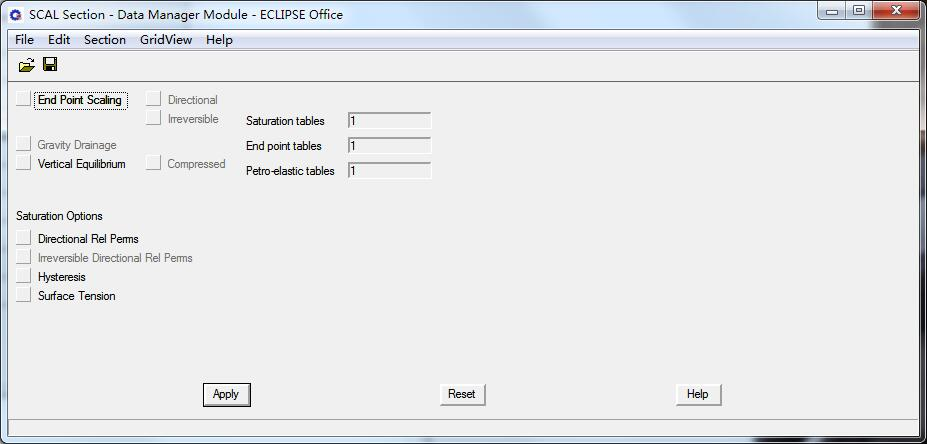 SCAL Section - Data Manager Module - ECLIPSE Office
File Edit Section GridView Help
End Point Scaling Directional
Irreversible Saturation tables 1
Gravity Drainage End point tables 1
Vertical Equilibrium Compressed Petro-elastic tables 1
Saturation Options
Directional Rel Perms
Irreversible Directional Rel Perms
Hysteresis
Surface Tension
Apply Reset Help